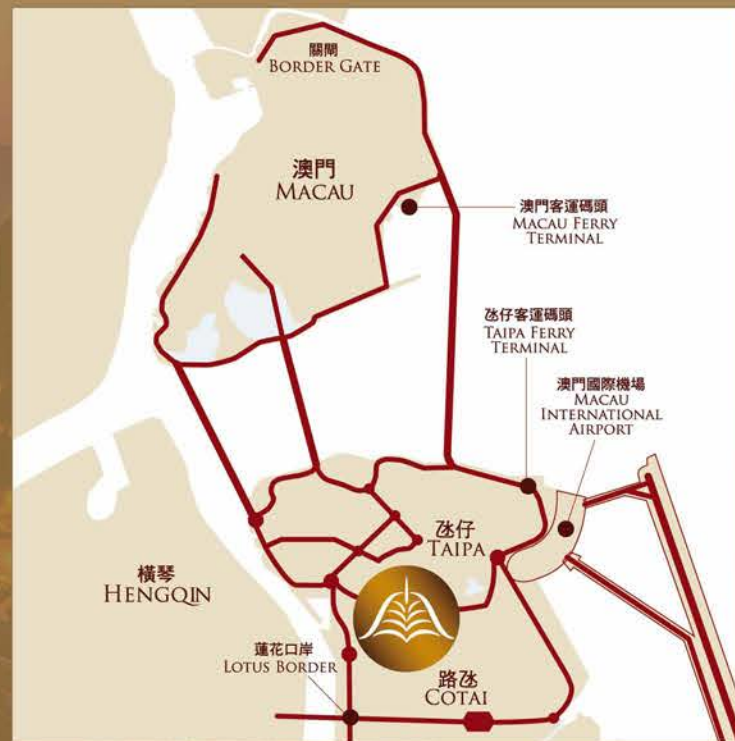 關閘
BORDER GATE
澳門
MACAU
澳門客運碼頭
MACAU FERRY
TERMINAL
氹仔客運碼頭
TAIPA FERRY
TERMINAL
澳門國際機場
MACAU
INTERNATIONAL
AIRPORT
氹仔
TAIPA
橫琴
HENGQIN
蓮花口岸
LOTUS BORDER
路氹
COTAI